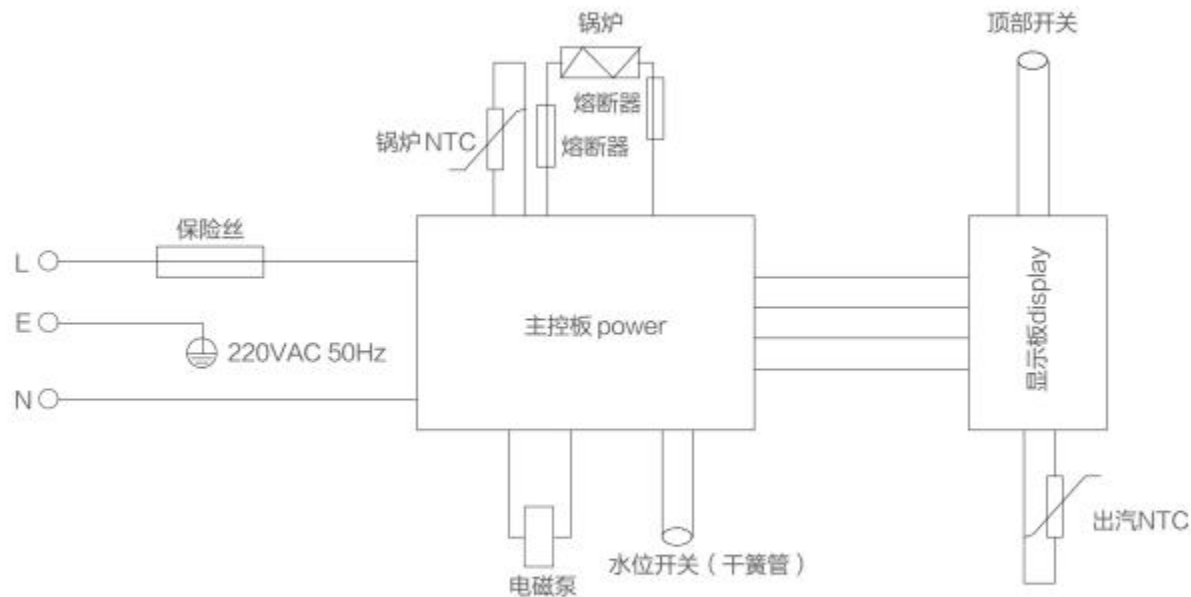 锅炉
顶部开关
熔断器
锅炉NTC
熔断器
保险丝
L
E
220VAC 50Hz
N
主控板 power
显示板display
出汽NTC
水位开关（干簧管）
电磁泵